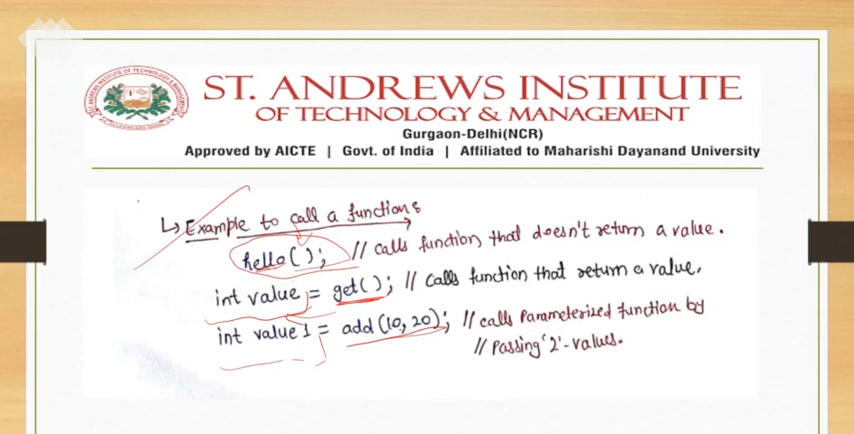 ST. ANDREWS INSTITUTE
OF TECHNOLOGY & MANAGEMENT
Gurgaon-Delhi(NCR)
Approved by AICTE | Govt. of India | Affiliated to Maharishi Dayanand University
↳ Example to call a functions
hello(); // calls function that doesn't return a value.
int value = get(); // calls function that return a value.
int value 1 = add(10, 20); // calls Parameterized function by
// Passing '2'-values.